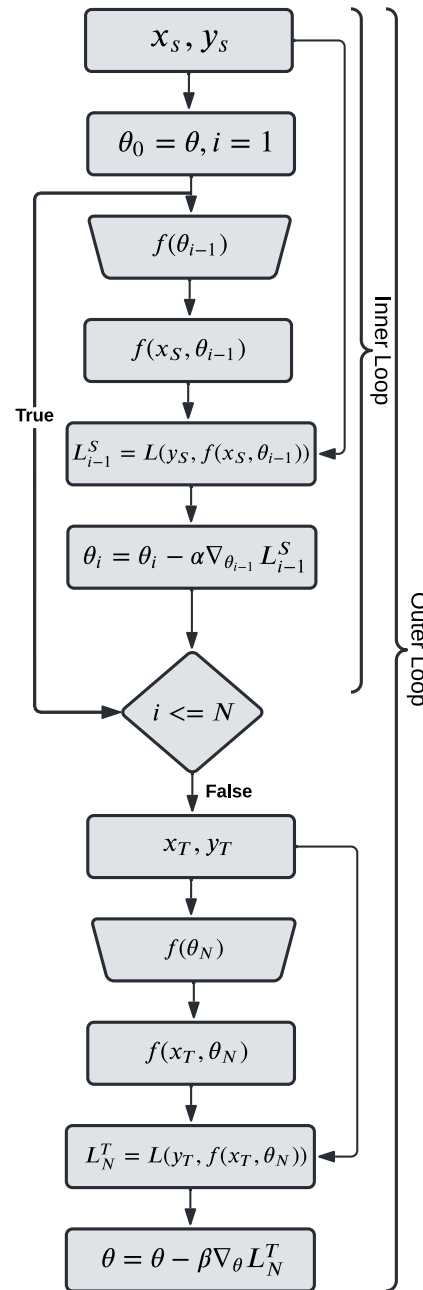 x_s, y_s
θ_0 = θ, i = 1
f(θ_{i−1})
f(x_S, θ_{i−1})
Inner Loop
True
L^S_{i−1} = L(y_S, f(x_S, θ_{i−1}))
θ_i = θ_i − α∇_{θ_{i−1}} L^S_{i−1}
Outer Loop
i <= N
False
x_T, y_T
f(θ_N)
f(x_T, θ_N)
L^T_N = L(y_T, f(x_T, θ_N))
θ = θ − β∇_θ L^T_N